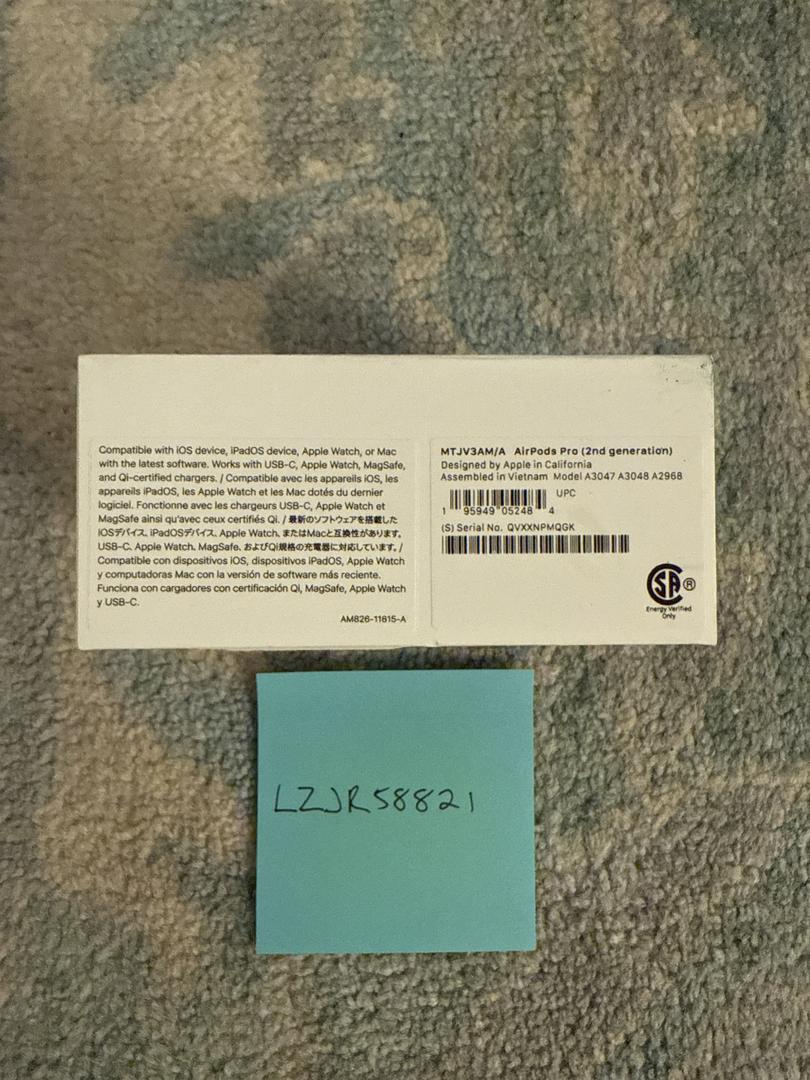 Compatible with iOS device, iPadOS device, Apple Watch, or Mac
with the latest software. Works with USB-C, Apple Watch, MagSafe,
and Qi-certified chargers. / Compatible avec les appareils iOS, les
appareils iPadOS, les Apple Watch et les Mac dotés du dernier
logiciel. Fonctionne avec les chargeurs USB-C, Apple Watch et
MagSafe ainsi qu'avec ceux certifiés Qi. / 最新のソフトウェアを搭載した
iOSデバイス、iPadOSデバイス、Apple Watch、またはMacと互換性があります。
USB-C、Apple Watch、MagSafe、およびQi規格の充電器に対応しています。/
Compatible con dispositivos iOS, dispositivos iPadOS, Apple Watch
y computadoras Mac con la versión de software más reciente.
Funciona con cargadores con certificación Qi, MagSafe, Apple Watch
y USB-C.
AM826-11815-A
MTJV3AM/A AirPods Pro (2nd generation)
Designed by Apple in California
Assembled in Vietnam Model A3047 A3048 A2968
UPC
1 95949 05248 4
(S) Serial No. QVXXNPMQGK
SA ®
Energy Verified
Only
LZJR58821